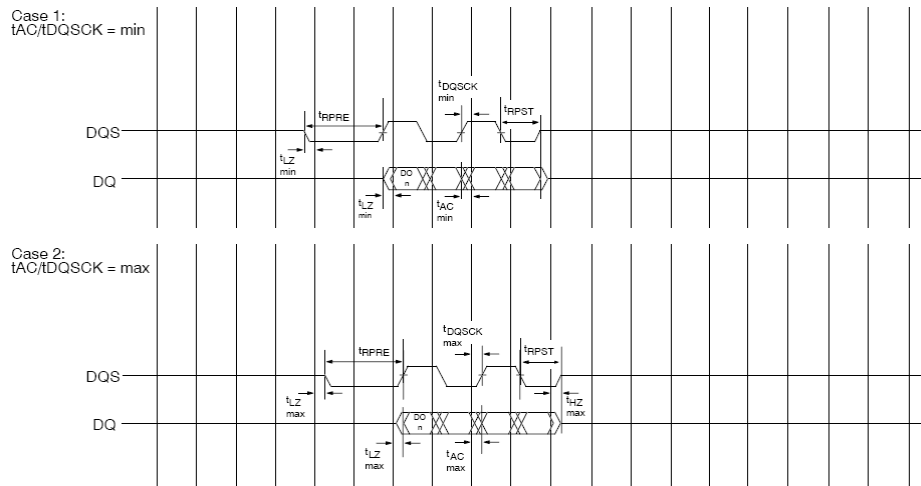 Case 1:
tAC/tDQSCK = min
tDQSCK
min
tRPRE
tRPST
DQS
tLZ
min
DQ
DO
n
tLZ
min
tAC
min
Case 2:
tAC/tDQSCK = max
tDQSCK
max
tRPRE
tRPST
DQS
tLZ
max
tHZ
max
DQ
DO
n
tLZ
max
tAC
max